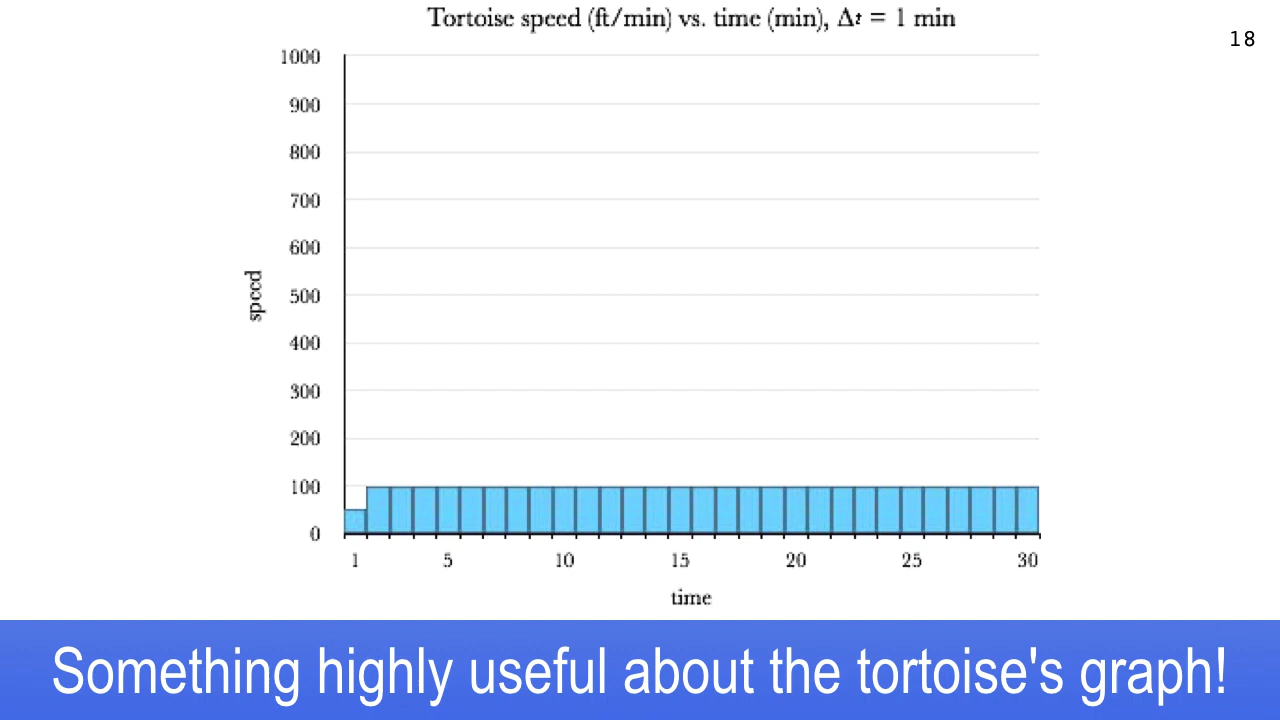 Tortoise speed (ft/min) vs. time (min), Δt = 1 min
18
1000
900
800
700
600
500
400
300
200
100
0
speed
1 5 10 15 20 25 30
time
Something highly useful about the tortoise's graph!